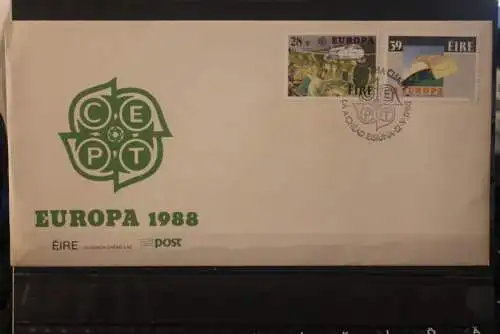 28 EUROPA
ÉIRE
39 ÉIRE
EUROPA
C E
P T
C E
P T
EUROPA 1988
ÉIRE post